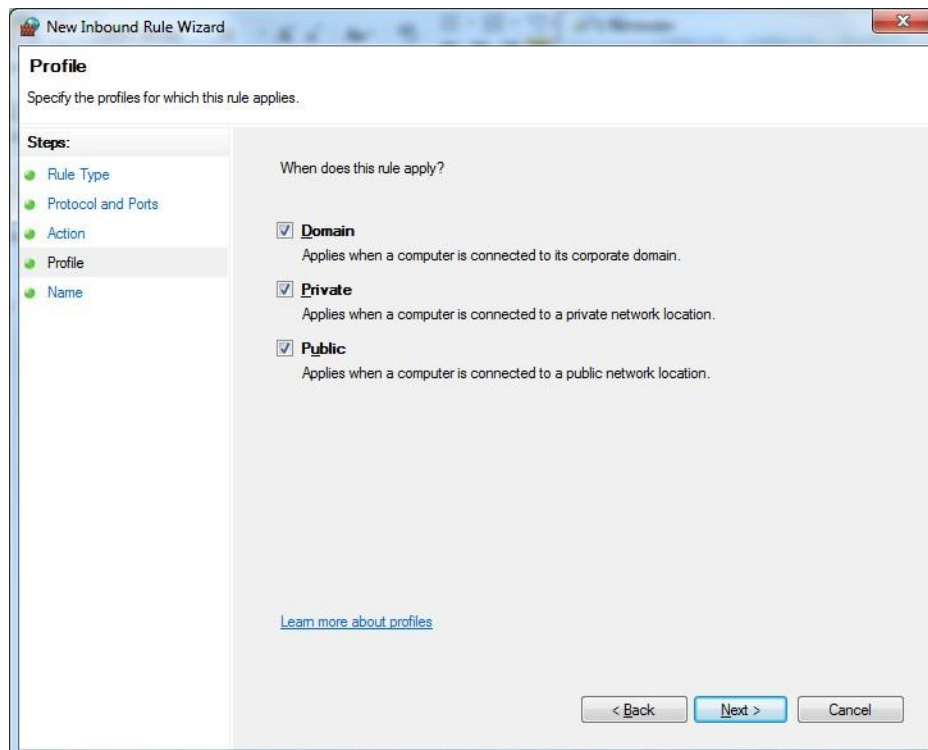 New Inbound Rule Wizard
Profile
Specify the profiles for which this rule applies.
Steps:
Rule Type
Protocol and Ports
Action
Profile
Name
When does this rule apply?
Domain
Applies when a computer is connected to its corporate domain.
Private
Applies when a computer is connected to a private network location.
Public
Applies when a computer is connected to a public network location.
Learn more about profiles
< Back
Next >
Cancel